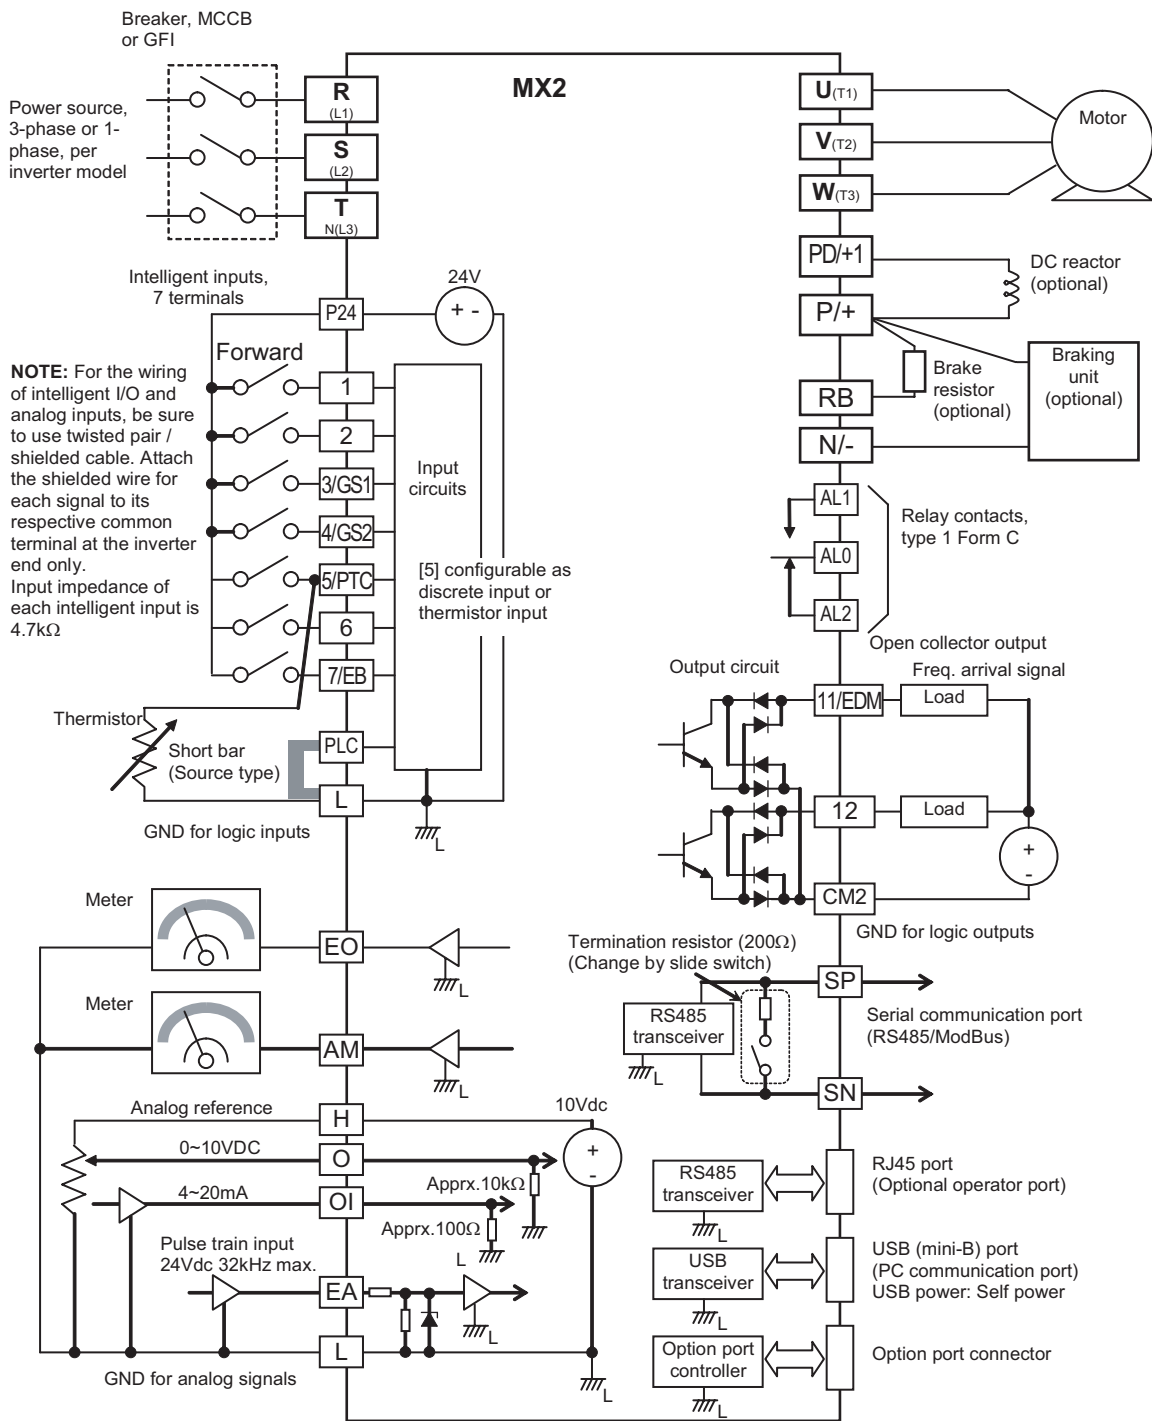 Breaker, MCCB
or GFI
MX2
Power source,
3-phase or 1-
phase, per
inverter model
R
(L1)
S
(L2)
T
N(L3)
U(T1)
V(T2)
W(T3)
Motor
PD/+1
P/+
DC reactor
(optional)
RB
Brake
resistor
(optional)
N/-
Braking
unit
(optional)
Intelligent inputs,
7 terminals
P24
24V
+ -
Forward
NOTE: For the wiring
of intelligent I/O and
analog inputs, be sure
to use twisted pair /
shielded cable. Attach
the shielded wire for
each signal to its
respective common
terminal at the inverter
end only.
Input impedance of
each intelligent input is
4.7kΩ
1
2
3/GS1
4/GS2
5/PTC
6
7/EB
Input
circuits
[5] configurable as
discrete input or
thermistor input
AL1
AL0
AL2
Relay contacts,
type 1 Form C
Thermistor
Short bar
(Source type)
PLC
L
L
GND for logic inputs
Open collector output
Output circuit
Freq. arrival signal
11/EDM
Load
12
Load
+
-
CM2
GND for logic outputs
Meter
EO
L
Meter
AM
L
Termination resistor (200Ω)
(Change by slide switch)
RS485
transceiver
L
SP
Serial communication port
(RS485/ModBus)
SN
Analog reference
H
10Vdc
+
-
0~10VDC
O
Apprx.10kΩ
4~20mA
OI
Apprx.100Ω
L
Pulse train input
24Vdc 32kHz max.
EA
L
L
L
GND for analog signals
RS485
transceiver
L
RJ45 port
(Optional operator port)
USB
transceiver
L
USB (mini-B) port
(PC communication port)
USB power: Self power
Option port
controller
L
Option port connector